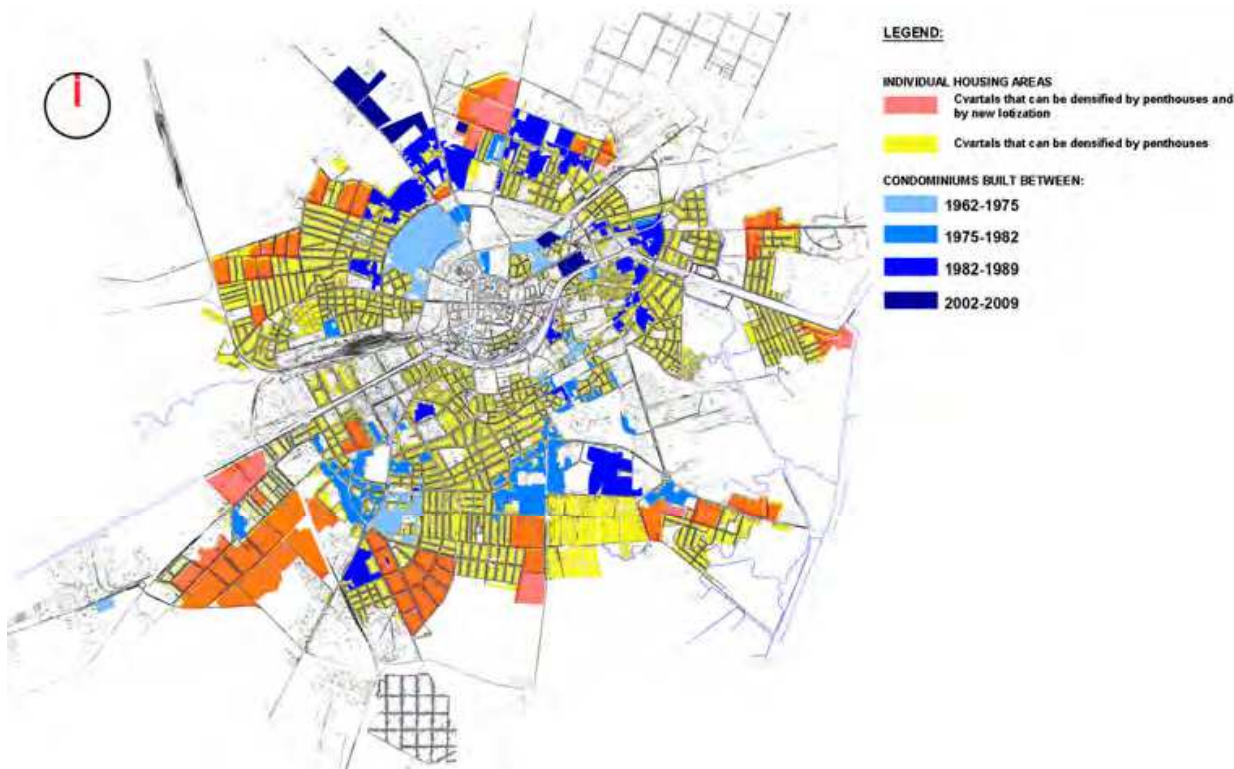 LEGEND:
INDIVIDUAL HOUSING AREAS
Cvartals that can be densified by penthouses and
by new lotization
Cvartals that can be densified by penthouses
CONDOMINIUMS BUILT BETWEEN:
1962-1975
1975-1982
1982-1989
2002-2009